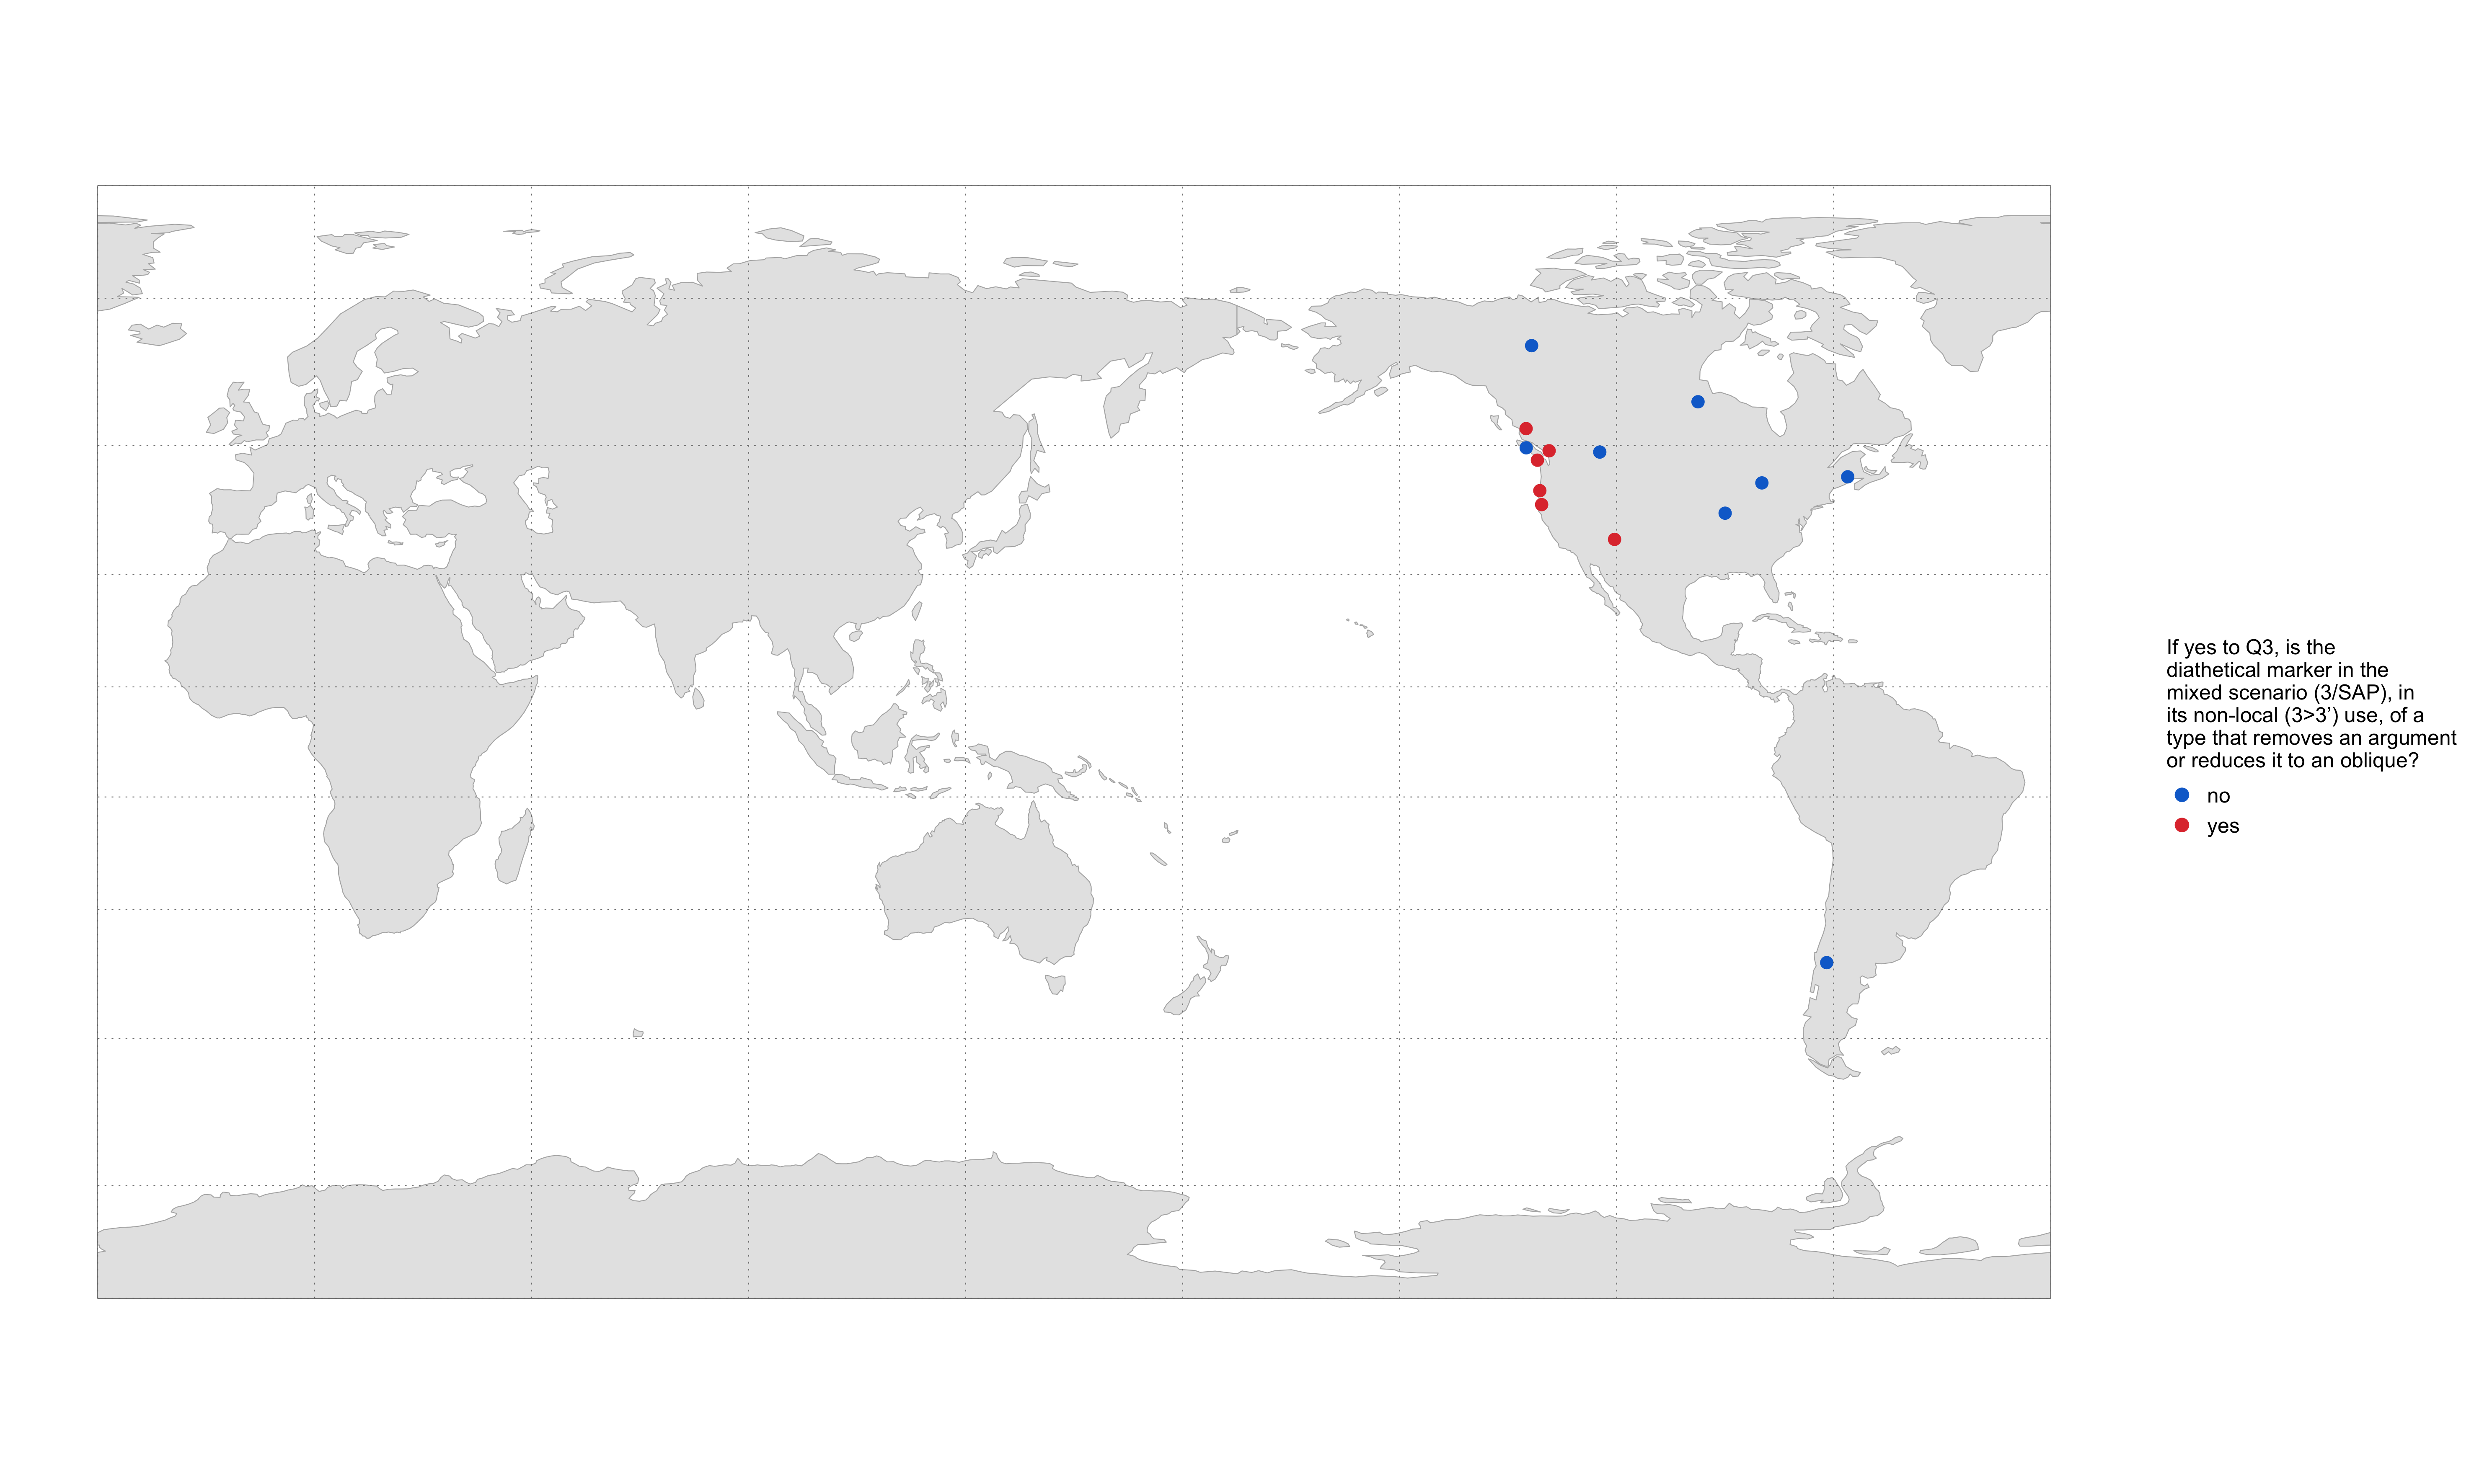 If yes to Q3, is the
diathetical marker in the
mixed scenario (3/SAP), in
its non-local (3>3’) use, of a
type that removes an argument
or reduces it to an oblique?
no
yes